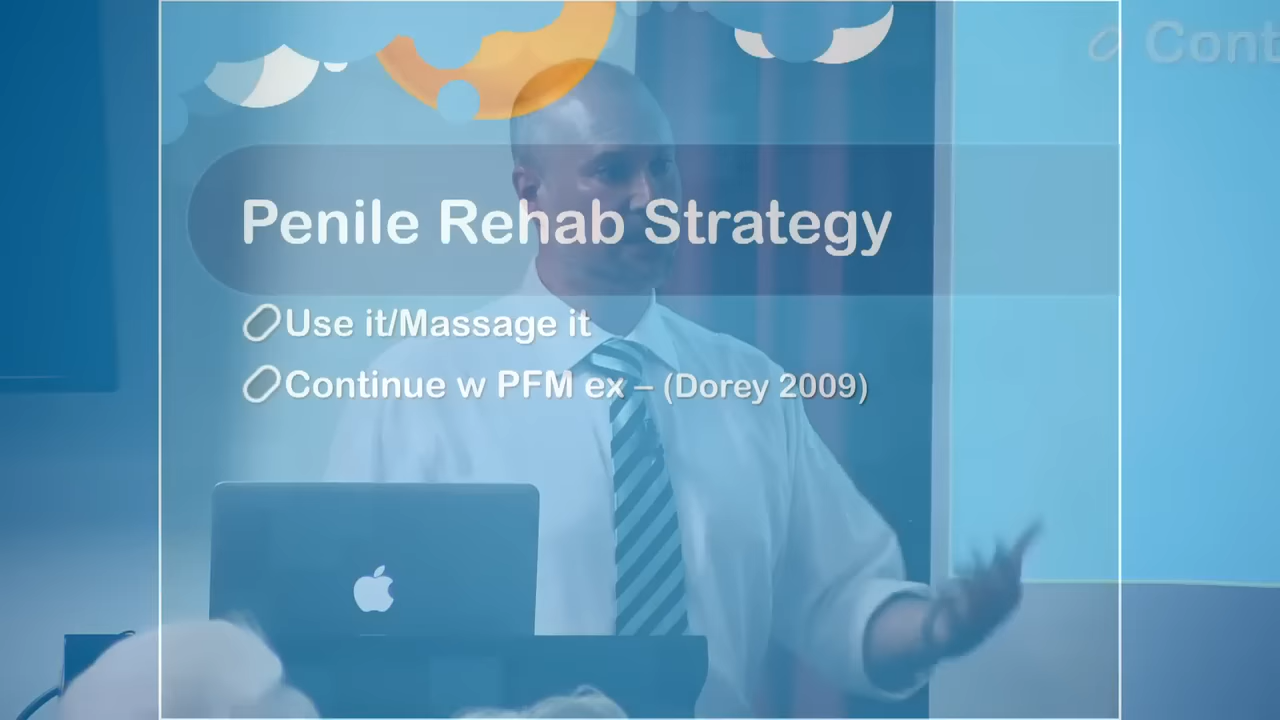 Cont
Penile Rehab Strategy
Use it/Massage it
Continue w PFM ex – (Dorey 2009)